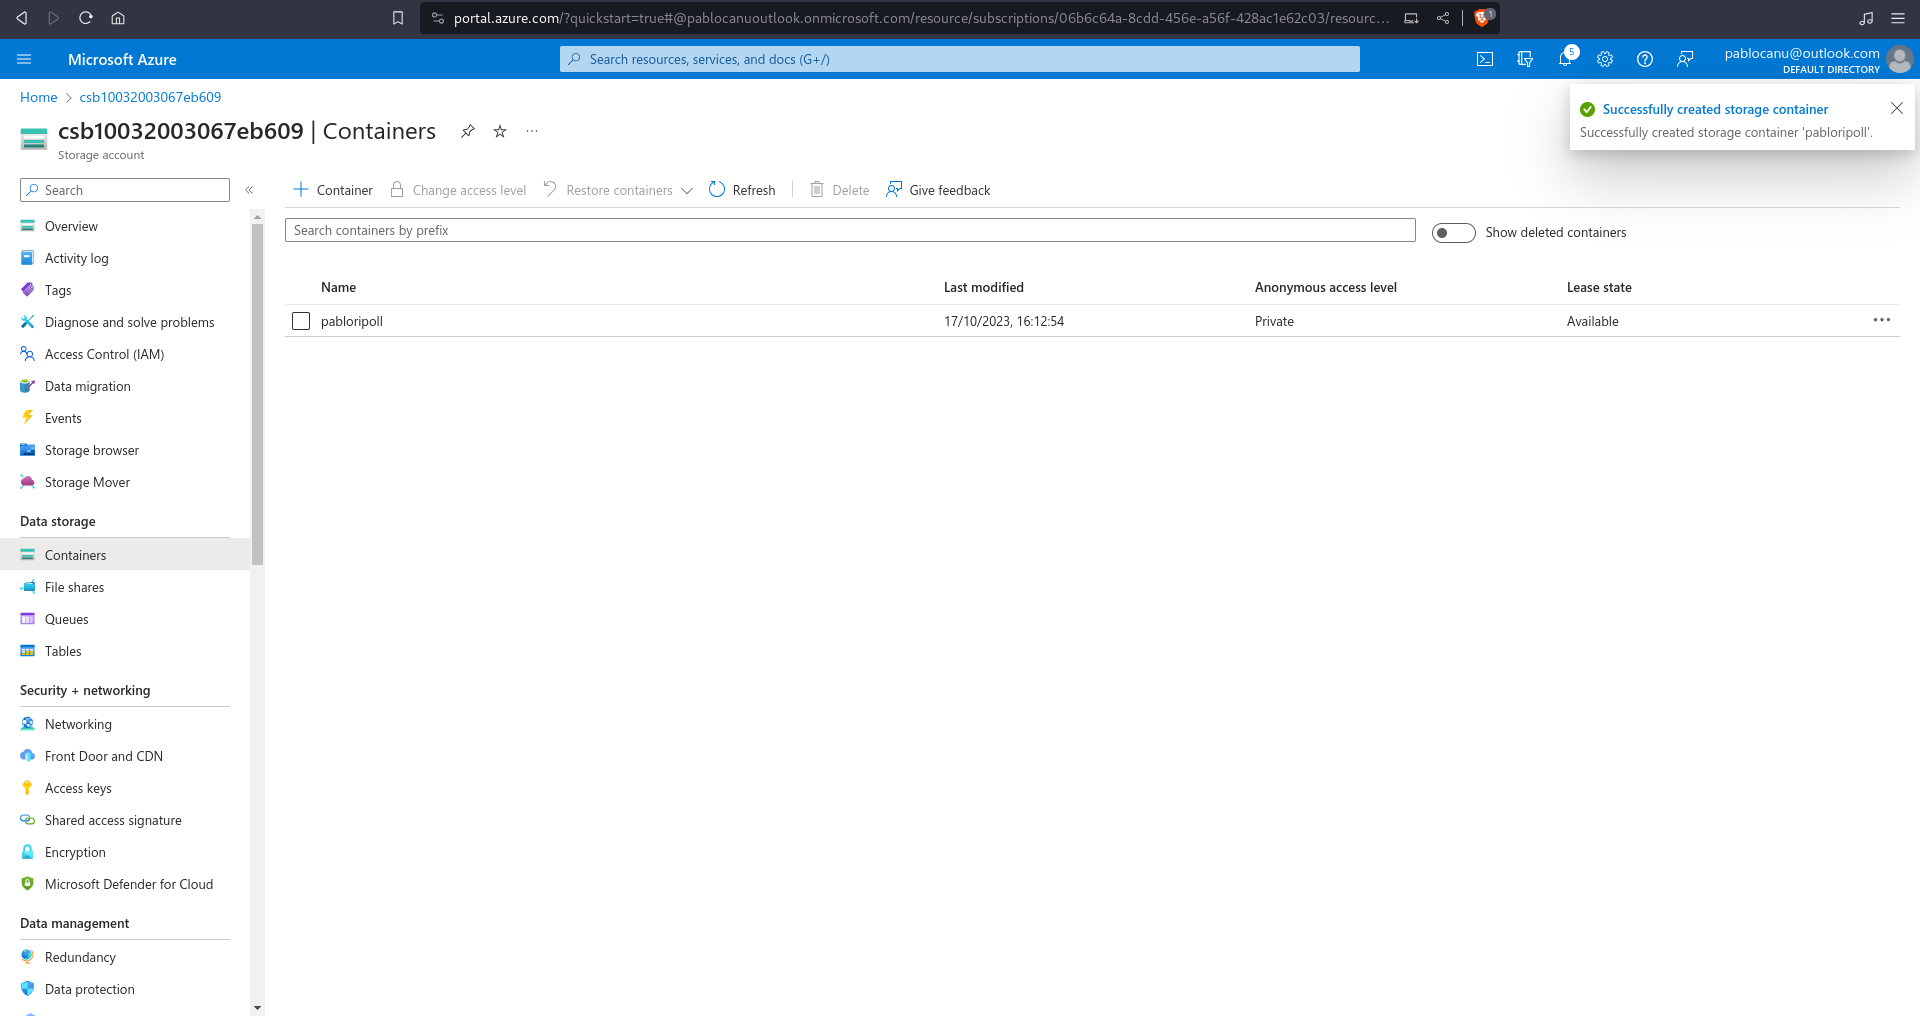 portal.azure.com/?quickstart=true#@pablocanuoutlook.onmicrosoft.com/resource/subscriptions/06b6c64a-8cdd-456e-a56f-428ac1e62c03/resourc...
1
Microsoft Azure
Search resources, services, and docs (G+/)
5
pablocanu@outlook.com
DEFAULT DIRECTORY
Home > csb10032003067eb609
Successfully created storage container
Successfully created storage container 'pabloripoll'.
csb10032003067eb609 | Containers
Storage account
Search
Container
Change access level
Restore containers
Refresh
Delete
Give feedback
Search containers by prefix
Show deleted containers
Name
Last modified
Anonymous access level
Lease state
pabloripoll
17/10/2023, 16:12:54
Private
Available
Overview
Activity log
Tags
Diagnose and solve problems
Access Control (IAM)
Data migration
Events
Storage browser
Storage Mover
Data storage
Containers
File shares
Queues
Tables
Security + networking
Networking
Front Door and CDN
Access keys
Shared access signature
Encryption
Microsoft Defender for Cloud
Data management
Redundancy
Data protection